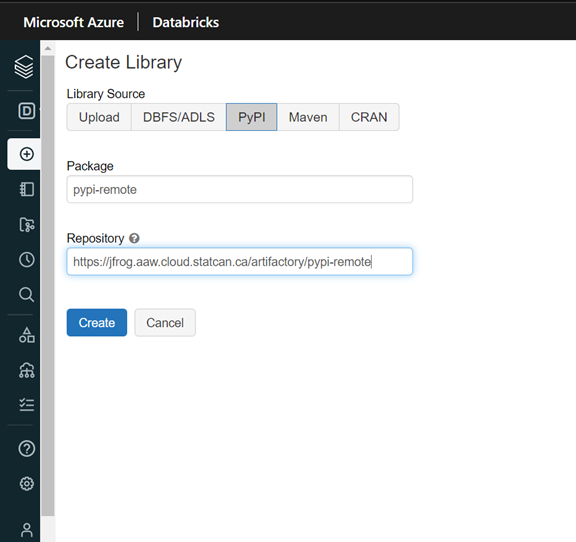 Microsoft Azure Databricks
Create Library
Library Source
Upload DBFS/ADLS PyPI Maven CRAN
Package
pypi-remote
Repository ?
https://jfrog.aaw.cloud.statcan.ca/artifactory/pypi-remote
Create Cancel